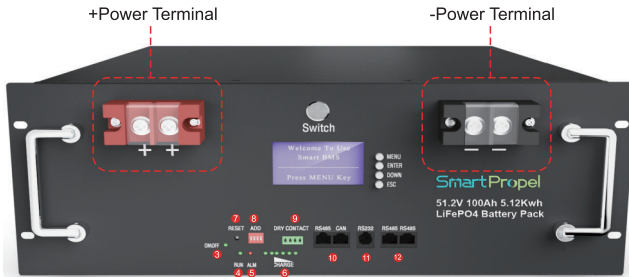 +Power Terminal
-Power Terminal
+ +
- -
Switch
Welcome To Use
Smart BMS
Press MENU Key
MENU
ENTER
DOWN
ESC
SmartPropel
51.2V 100Ah 5.12Kwh
LiFePO4 Battery Pack
7 8 9
RESET ADD DRY CONTACT RS485 CAN RS232 RS485 RS485
ON/OFF
3
10 11 12
RUN ALM CHARGE
4 5 6